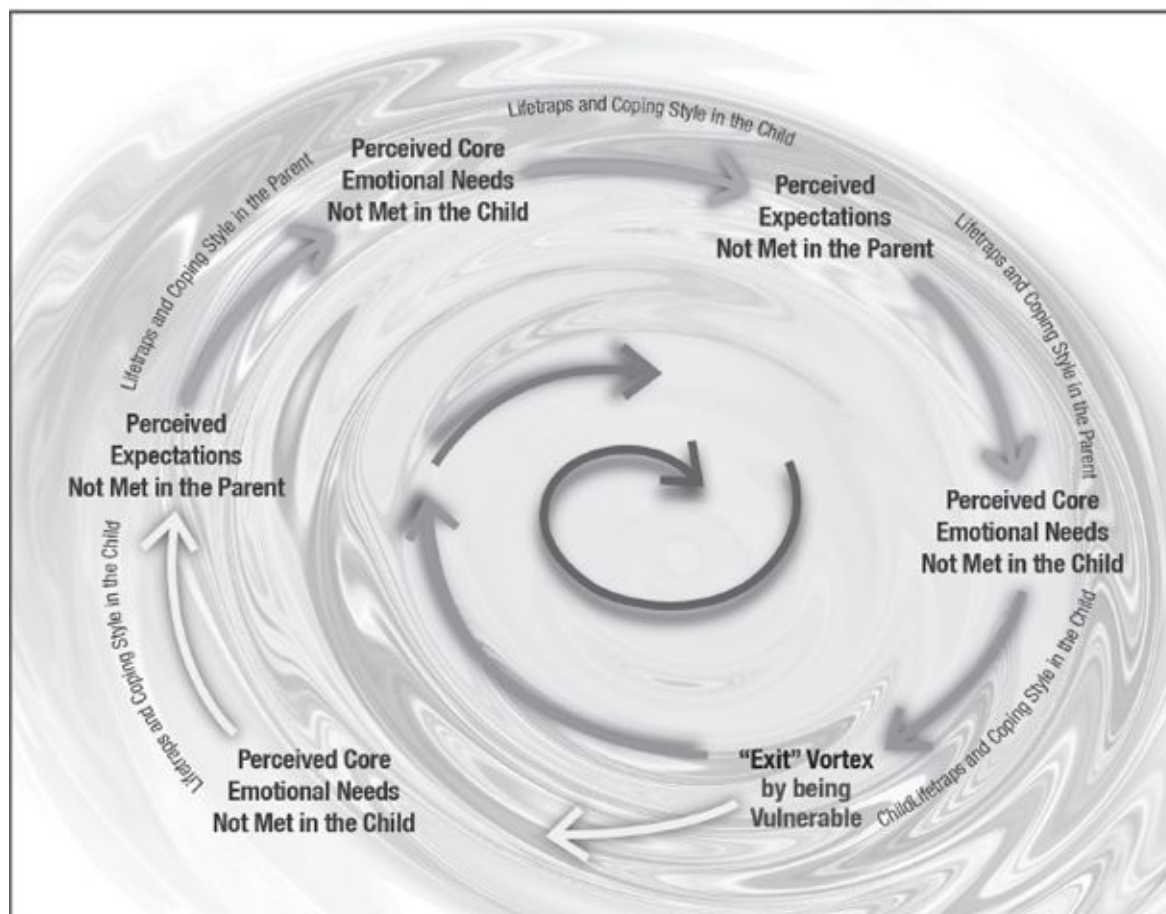 Lifetraps and Coping Style in the Child
Perceived Core
Emotional Needs
Not Met in the Child
Perceived
Expectations
Not Met in the Parent
Lifetraps and Coping Style in the Parent
Lifetraps and Coping Style in the Parent
Perceived
Expectations
Not Met in the Parent
Perceived Core
Emotional Needs
Not Met in the Child
Lifetraps and Coping Style in the Child
Perceived Core
Emotional Needs
Not Met in the Child
"Exit" Vortex
by being
Vulnerable
ChildLifetraps and Coping Style in the Child